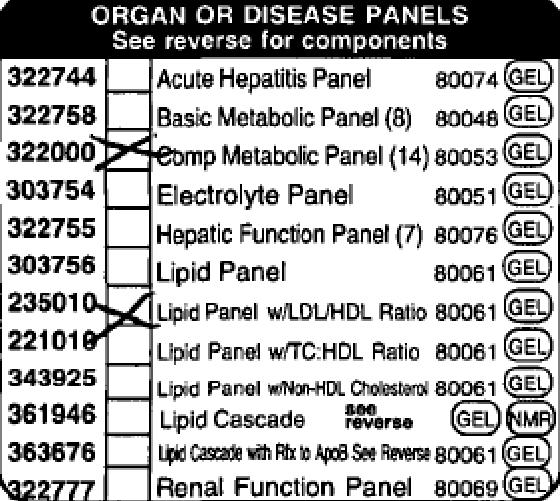 ORGAN OR DISEASE PANELS
See reverse for components
322744 Acute Hepatitis Panel 80074 GEL
322758 Basic Metabolic Panel (8) 80048 GEL
322000 Comp Metabolic Panel (14) 80053 GEL
303754 Electrolyte Panel 80051 GEL
322755 Hepatic Function Panel (7) 80076 GEL
303756 Lipid Panel 80061 GEL
235010 Lipid Panel w/LDL/HDL Ratio 80061 GEL
221010 Lipid Panel w/TC:HDL Ratio 80061 GEL
343925 Lipid Panel w/Non-HDL Cholesterol 80061 GEL
361946 Lipid Cascade see reverse GEL NMR
363676 Lipid Cascade with Rfx to ApoB See Reverse 80061 GEL
322777 Renal Function Panel 80069 GEL